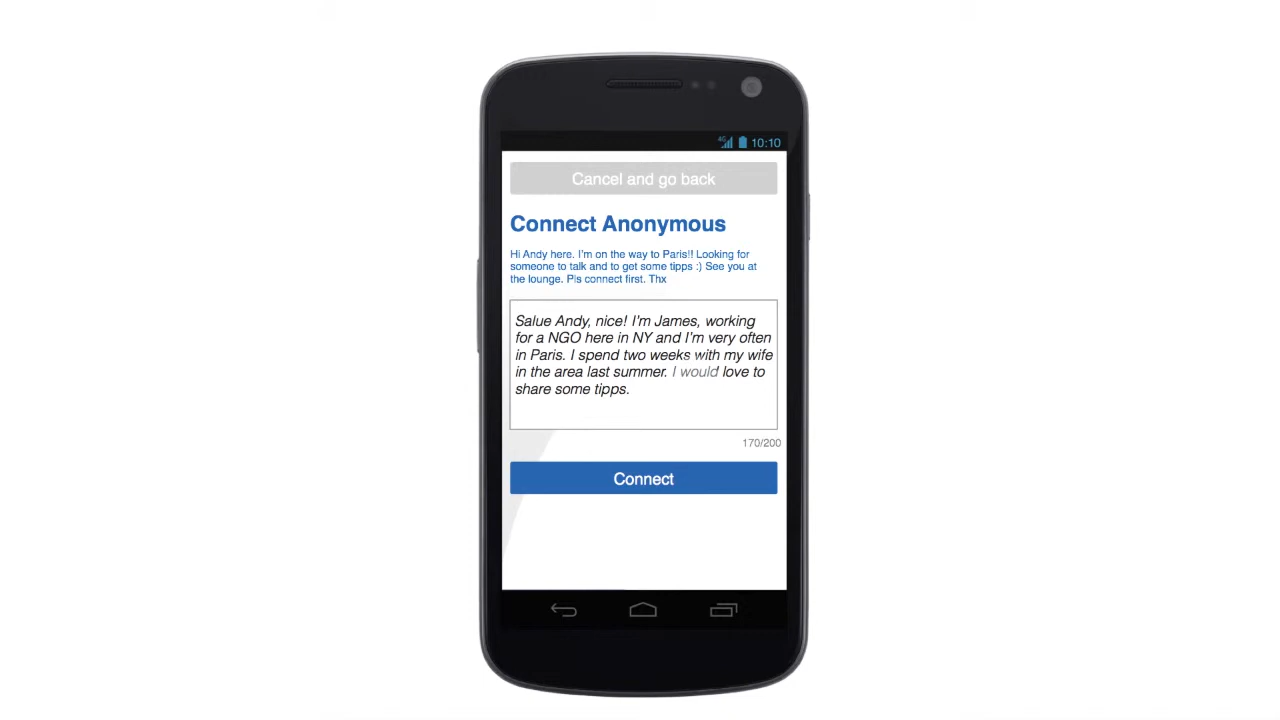 4G 10:10
Cancel and go back
Connect Anonymous
Hi Andy here. I'm on the way to Paris!! Looking for
someone to talk and to get some tipps :) See you at
the lounge. Pls connect first. Thx
Salue Andy, nice! I'm James, working
for a NGO here in NY and I'm very often
in Paris. I spend two weeks with my wife
in the area last summer. I would love to
share some tipps.
170/200
Connect